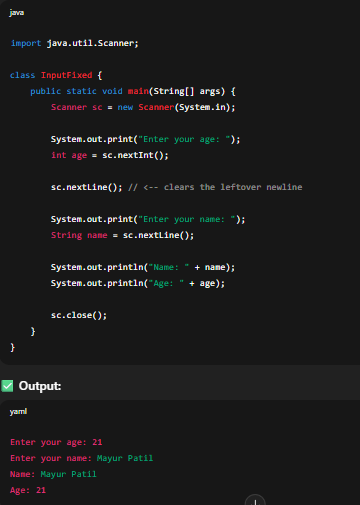 java
import java.util.Scanner;
class InputFixed {
public static void main(String[] args) {
Scanner sc = new Scanner(System.in);
System.out.print("Enter your age: ");
int age = sc.nextInt();
sc.nextLine(); // <-- clears the leftover newline
System.out.print("Enter your name: ");
String name = sc.nextLine();
System.out.println("Name: " + name);
System.out.println("Age: " + age);
sc.close();
}
}
✅ Output:
yaml
Enter your age: 21
Enter your name: Mayur Patil
Name: Mayur Patil
Age: 21